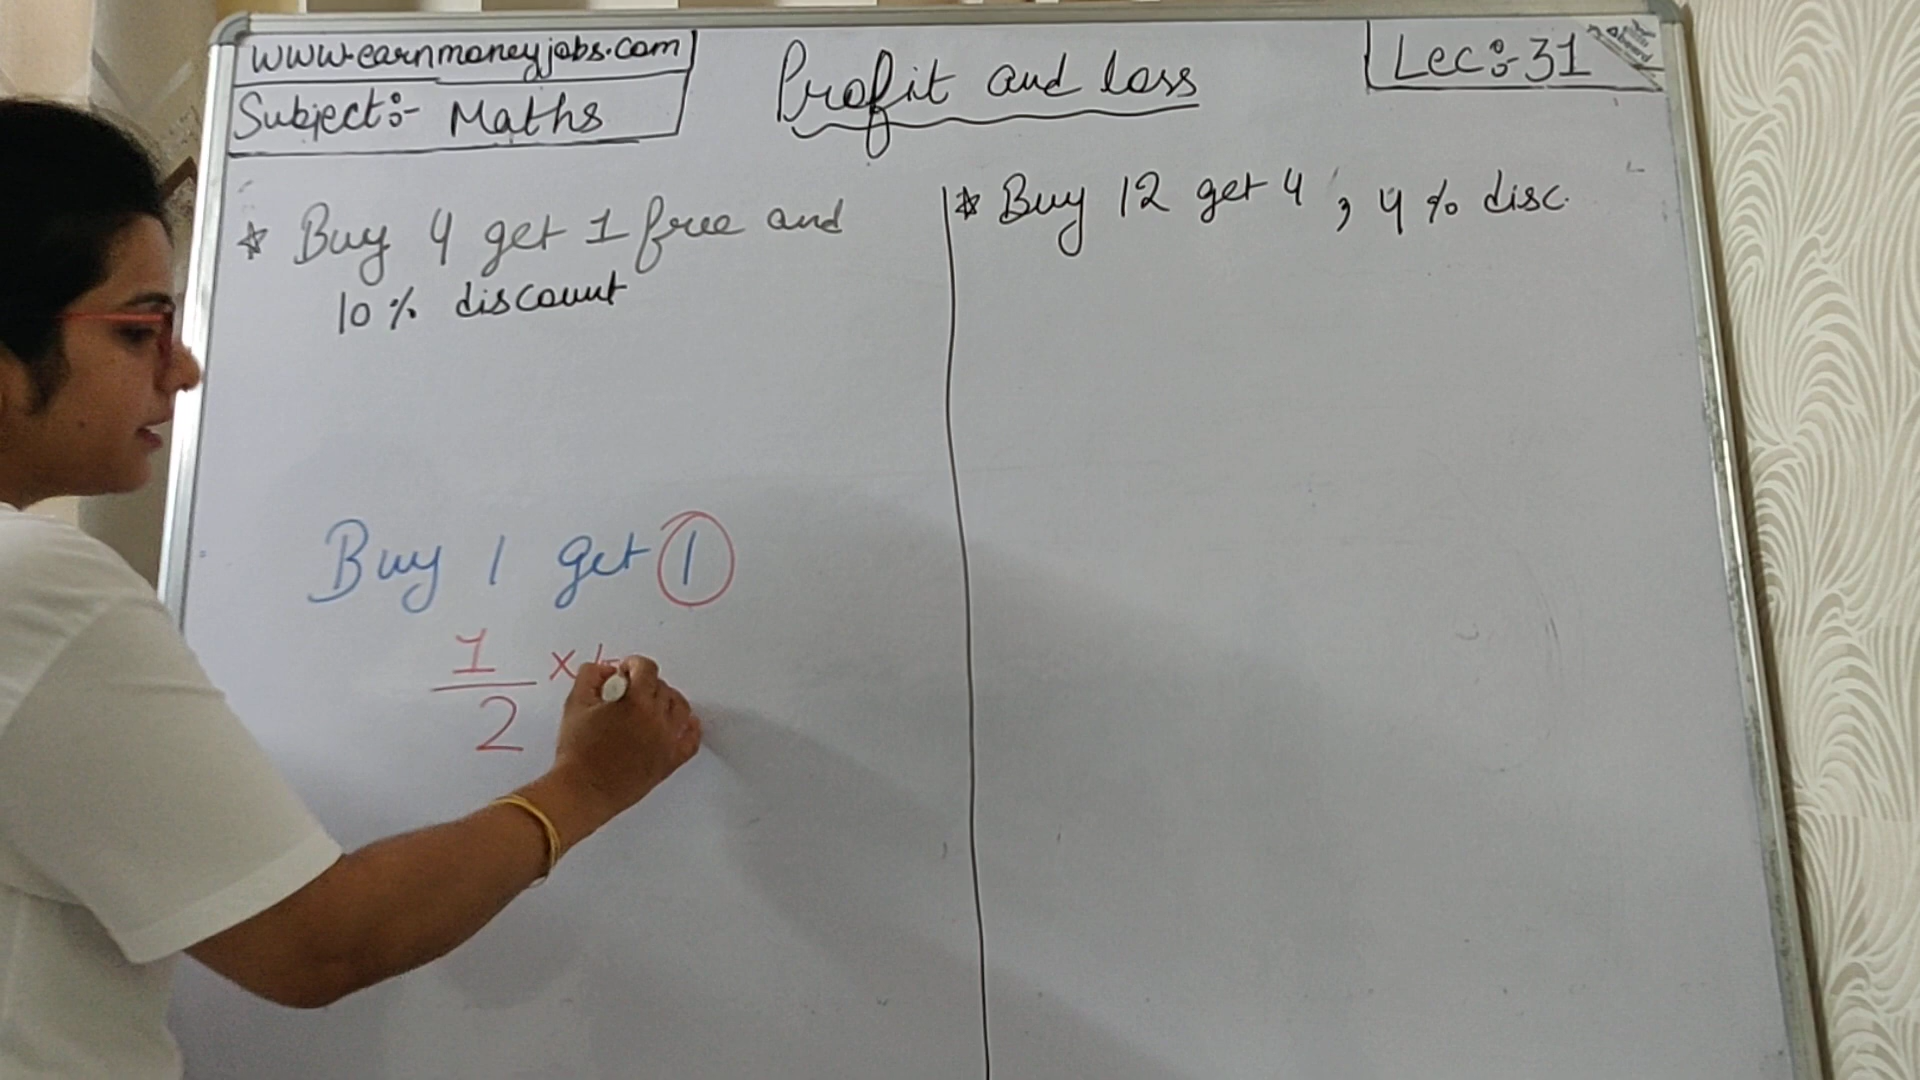 www.earnmoneyjobs.com
Subject:- Maths
Profit and loss
Lec:-31
* Buy 4 get 1 free and
10% discount
* Buy 12 get 4, 4% disc.
Buy 1 get 1
1
2
×